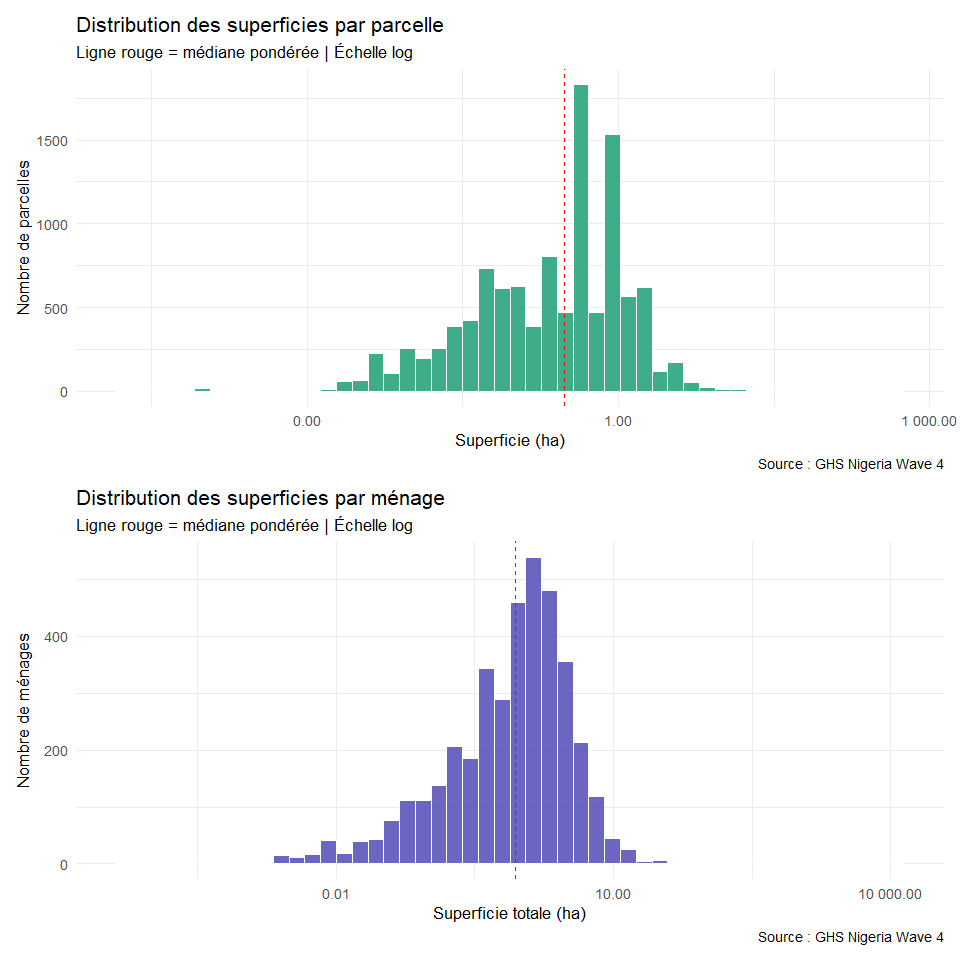 Distribution des superficies par parcelle
Ligne rouge = médiane pondérée | Échelle log
Nombre de parcelles
1500
1000
500
0
0.00 1.00 1 000.00
Superficie (ha)
Source : GHS Nigeria Wave 4
Distribution des superficies par ménage
Ligne rouge = médiane pondérée | Échelle log
Nombre de ménages
400
200
0
0.01 10.00 10 000.00
Superficie totale (ha)
Source : GHS Nigeria Wave 4